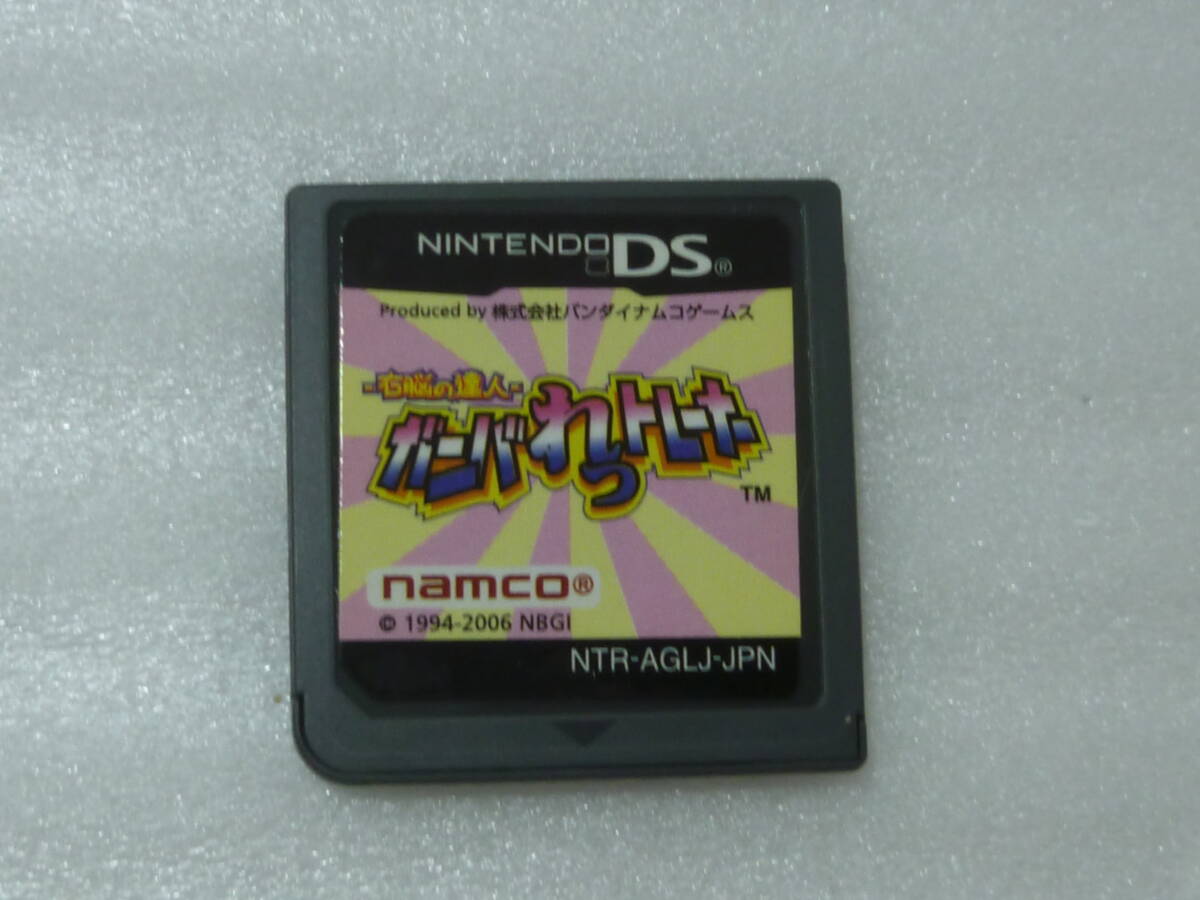 NINTENDO DS®
Produced by 株式会社バンダイナムコゲームス
-右脳の達人-
ガンバれっトレーナー
TM
namco®
© 1994-2006 NBGI
NTR-AGLJ-JPN